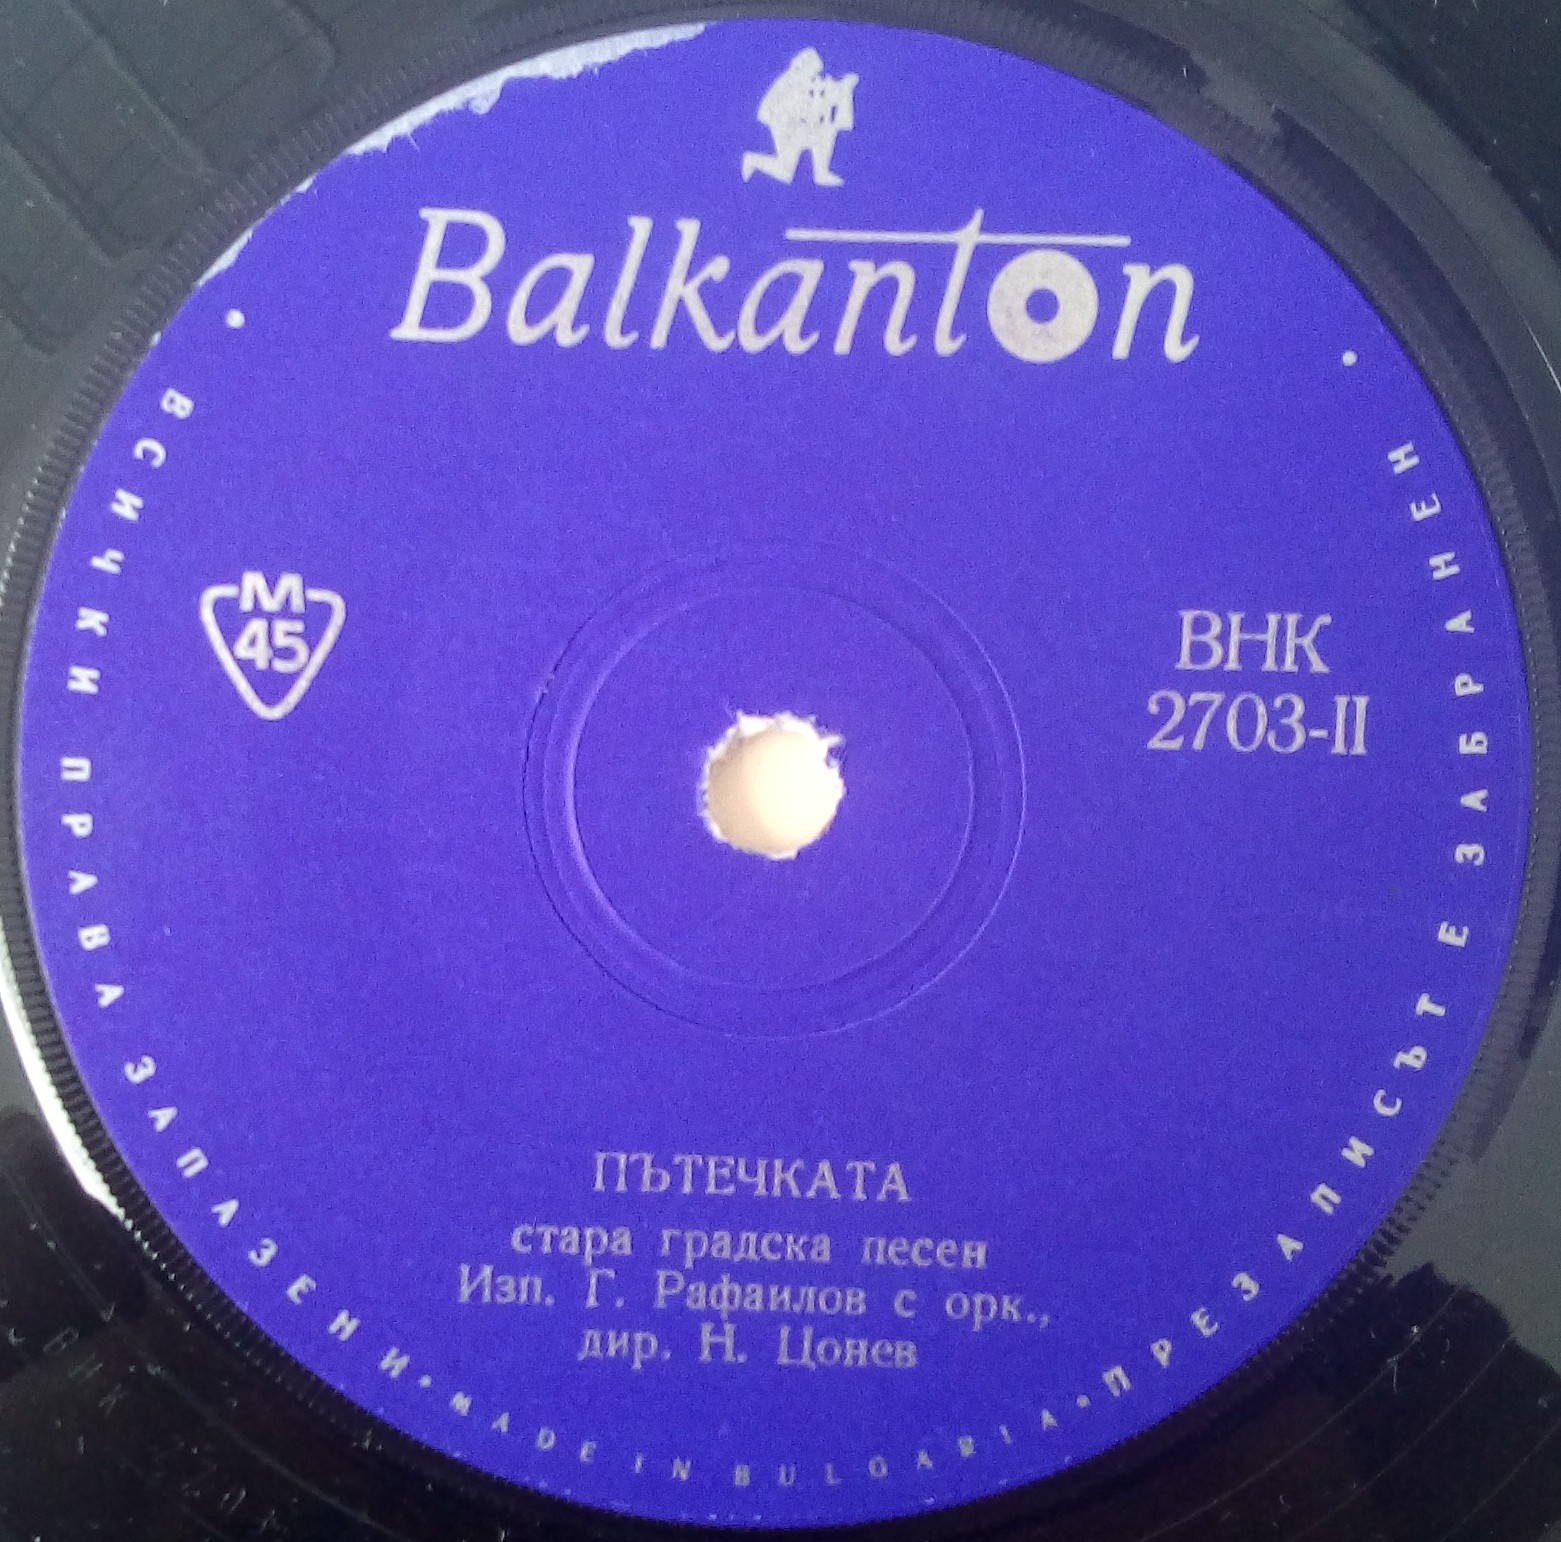 Balkanton
M
45
ВНК
2703-II
ПЪТЕЧКАТА
стара градска песен
Изп. Г. Рафаилов с орк.,
дир. Н. Цонев
• ВСИЧКИ ПРАВА ЗАПАЗЕНИ • MADE IN BULGARIA • ПРЕЗАПИСЪТ Е ЗАБРАНЕН •